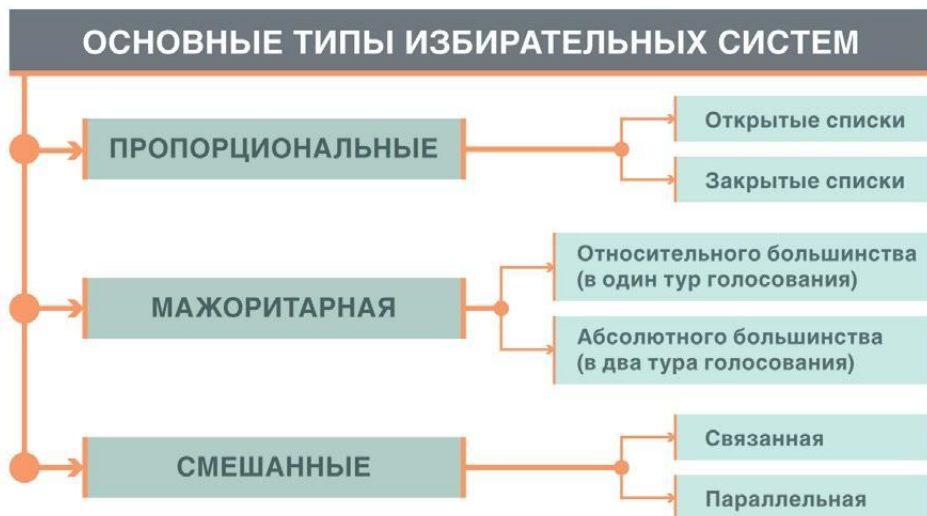 ОСНОВНЫЕ ТИПЫ ИЗБИРАТЕЛЬНЫХ СИСТЕМ
ПРОПОРЦИОНАЛЬНЫЕ
Открытые списки
Закрытые списки
МАЖОРИТАРНАЯ
Относительного большинства
(в один тур голосования)
Абсолютного большинства
(в два тура голосования)
СМЕШАННЫЕ
Связанная
Параллельная